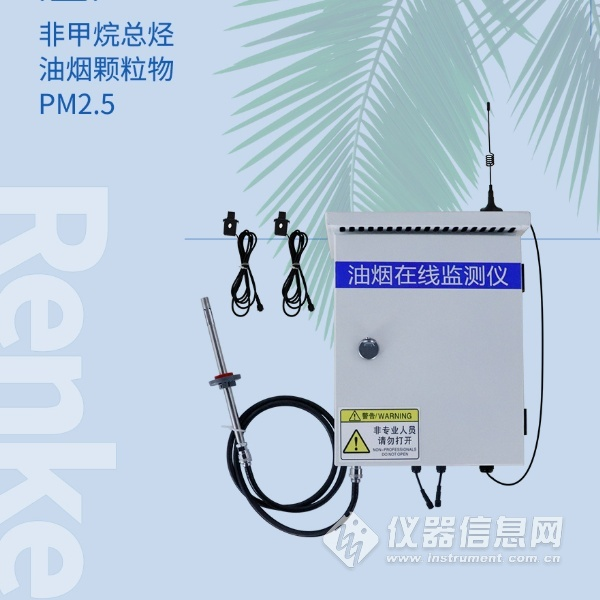 非甲烷总烃
油烟颗粒物
PM2.5
Renke
油烟在线监测仪
警告/WARNING
非专业人员
请勿打开
NON-PROFESSIONALS
DO NOT OPEN
仪器信息网
www.instrument.com.cn